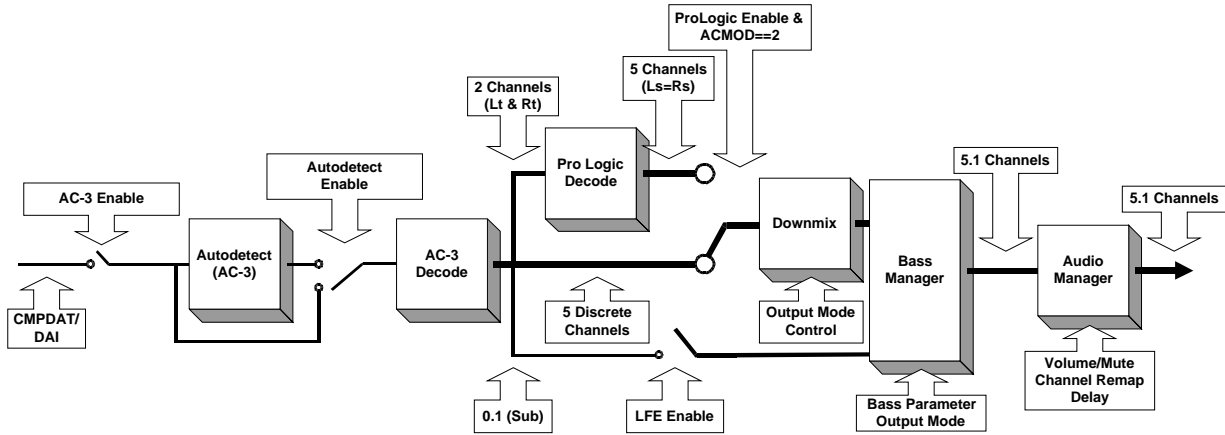 ProLogic Enable &
ACMOD==2
5 Channels
(Ls=Rs)
2 Channels
(Lt & Rt)
Pro Logic
Decode
Autodetect
Enable
AC-3 Enable
5.1 Channels
5.1 Channels
Autodetect
(AC-3)
AC-3
Decode
Downmix
Bass
Manager
Audio
Manager
CMPDAT/
DAI
5 Discrete
Channels
Output Mode
Control
0.1 (Sub)
LFE Enable
Bass Parameter
Output Mode
Volume/Mute
Channel Remap
Delay